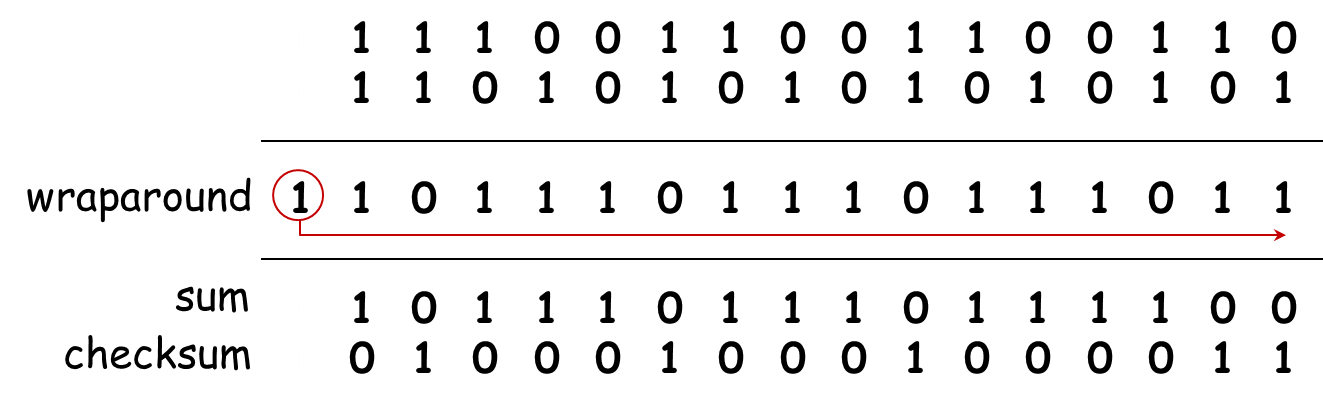 1 1 1 0 0 1 1 0 0 1 1 0 0 1 1 0
1 1 0 1 0 1 0 1 0 1 0 1 0 1 0 1
wraparound 1 1 0 1 1 1 0 1 1 1 0 1 1 1 0 1 1
sum 1 0 1 1 1 0 1 1 1 0 1 1 1 1 0 0
checksum 0 1 0 0 0 1 0 0 0 1 0 0 0 0 1 1